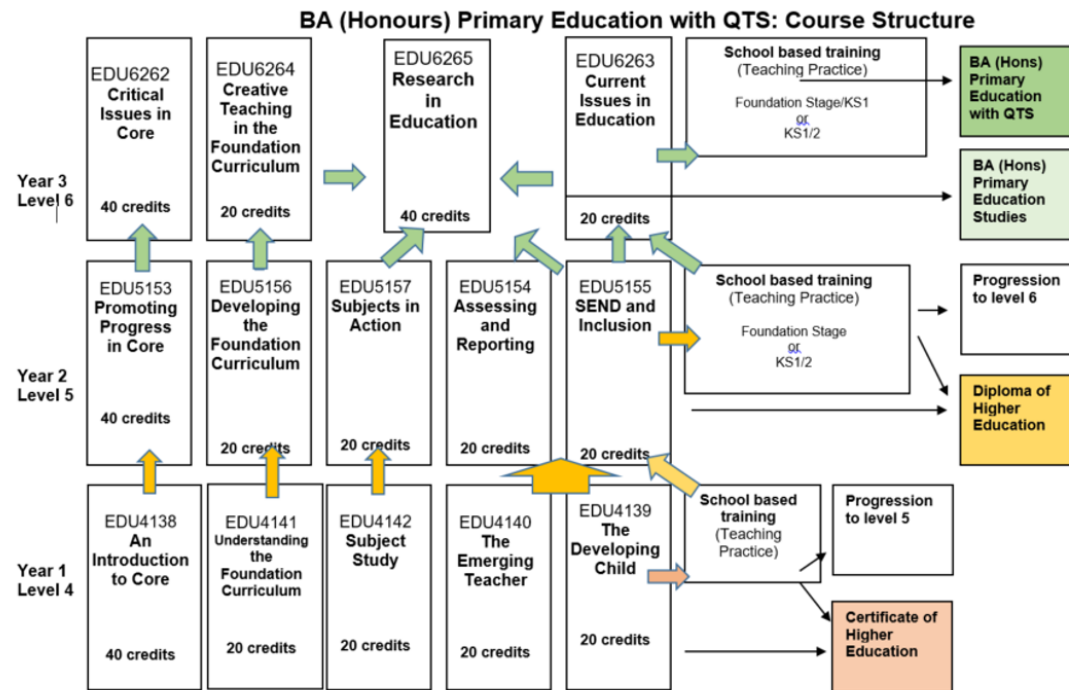 BA (Honours) Primary Education with QTS: Course Structure
Year 3
Level 6
EDU6262
Critical
Issues in
Core
40 credits
EDU6264
Creative
Teaching
in the
Foundation
Curriculum
20 credits
EDU6265
Research
in
Education
40 credits
EDU6263
Current
Issues in
Education
20 credits
School based training
(Teaching Practice)
Foundation Stage/KS1
or
KS1/2
BA (Hons)
Primary
Education
with QTS
BA (Hons)
Primary
Education
Studies
Year 2
Level 5
EDU5153
Promoting
Progress
in Core
40 credits
EDU5156
Developing
the
Foundation
Curriculum
20 credits
EDU5157
Subjects in
Action
20 credits
EDU5154
Assessing
and
Reporting
20 credits
EDU5155
SEND and
Inclusion
20 credits
School based training
(Teaching Practice)
Foundation Stage
or
KS1/2
Progression
to level 6
Diploma of
Higher
Education
Year 1
Level 4
EDU4138
An
Introduction
to Core
40 credits
EDU4141
Understanding
the
Foundation
Curriculum
20 credits
EDU4142
Subject
Study
20 credits
EDU4140
The
Emerging
Teacher
20 credits
EDU4139
The
Developing
Child
20 credits
School based
training
(Teaching
Practice)
Progression
to level 5
Certificate of
Higher
Education